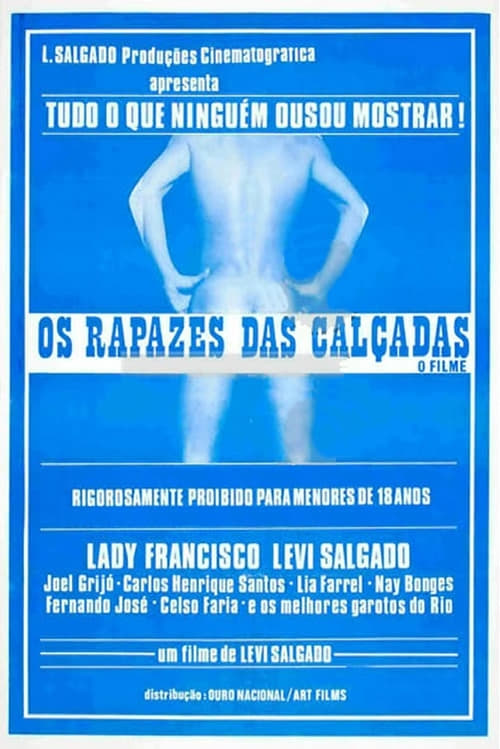 L. SALGADO Produções Cinematografica
apresenta
TUDO O QUE NINGUÉM OUSOU MOSTRAR!
OS RAPAZES DAS CALÇADAS
O FILME
RIGOROSAMENTE PROIBIDO PARA MENORES DE 18 ANOS
LADY FRANCISCO LEVI SALGADO
Joel Grijó · Carlos Henrique Santos · Lia Farrel · Nay Bonges
Fernando José · Celso Faria · e os melhores garotos do Rio
um filme de LEVI SALGADO
distribução: OURO NACIONAL/ART FILMS